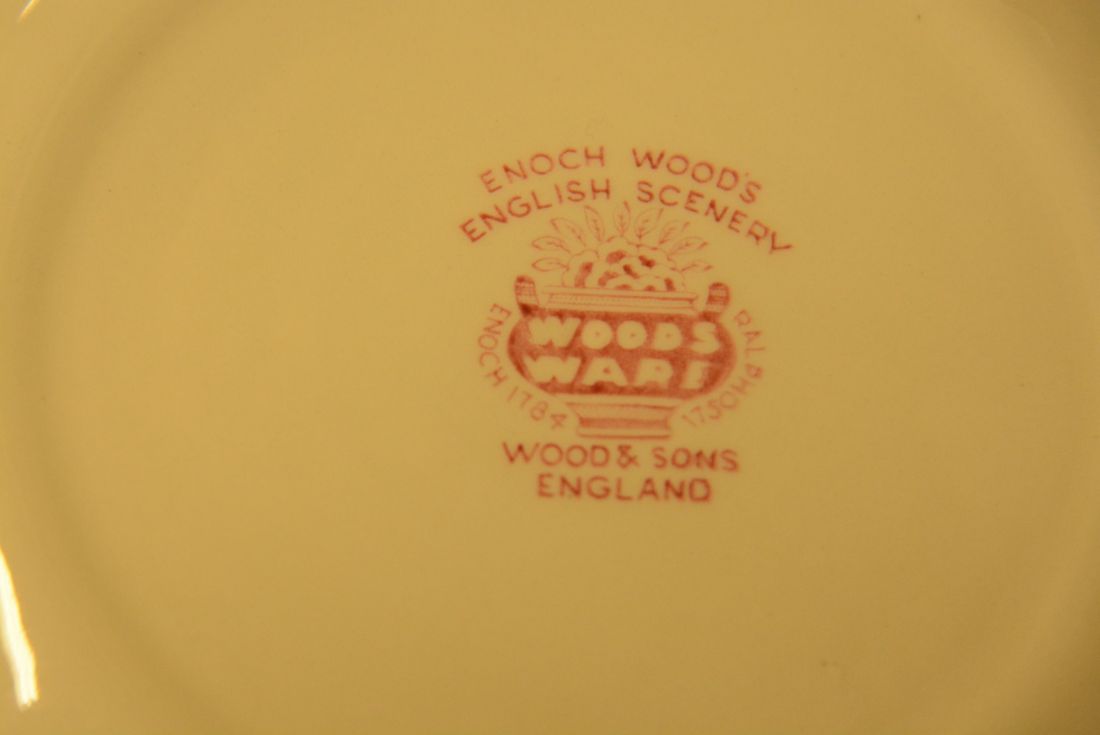 ENOCH WOOD'S
ENGLISH SCENERY
WOODS
WARE
ENOCH 1784
RALPH 1750
WOOD & SONS
ENGLAND